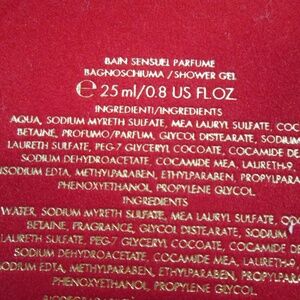 BAIN SENSUEL PARFUME
BAGNOSCHIUMA / SHOWER GEL
℮ 25 ml/0.8 US FL.OZ.
INGREDIENTI/INGREDIENTS
AQUA, SODIUM MYRETH SULFATE, MEA LAURYL SULFATE, CO
BETAINE, PROFUMO/PARFUM, GLYCOL DISTEARATE, SODIUM
LAURETH SULFATE, PEG-7 GLYCERYL COCOATE, COCAMIDE DE
SODIUM DEHYDROACETATE, COCAMIDE MEA, LAURETH-9,
ISODIUM EDTA, METHYLPARABEN, ETHYLPARABEN, PROPYLPARA
PHENOXYETHANOL, PROPYLENE GLYCOL.
INGREDIENTS
WATER, SODIUM MYRETH SULFATE, MEA LAURYL SULFATE,
BETAINE, FRAGRANCE, GLYCOL DISTEARATE, SODIUM
LAURETH SULFATE, PEG-7 GLYCERYL COCOATE, COCAMIDE D
SODIUM DEHYDROACETATE, COCAMIDE MEA, LAURETH-9,
SODIUM EDTA, METHYLPARABEN, ETHYLPARABEN, PROPYLPAR
PHENOXYETHANOL, PROPYLENE GLYCOL.